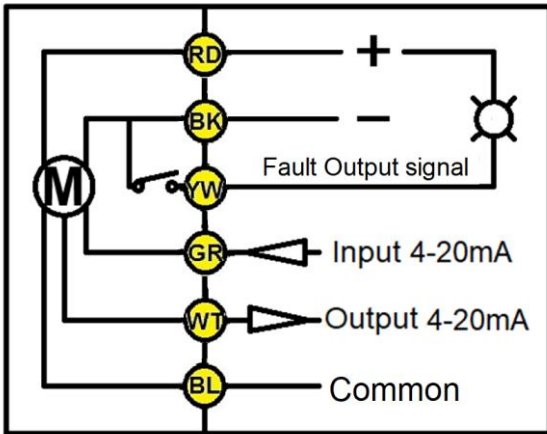 RD +
BK −
M
YW Fault Output signal
GR Input 4-20mA
WT Output 4-20mA
BL Common